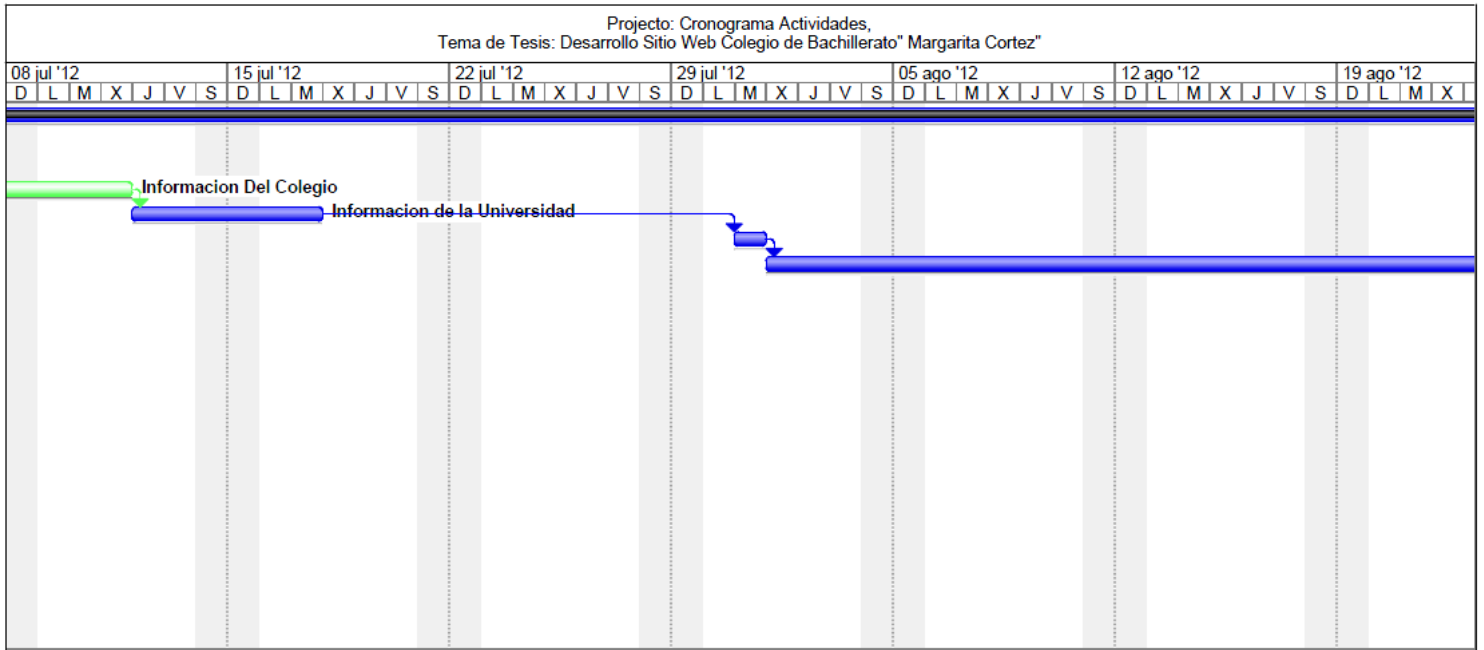 Projecto: Cronograma Actividades,
Tema de Tesis: Desarrollo Sitio Web Colegio de Bachillerato" Margarita Cortez"
08 jul '12 15 jul '12 22 jul '12 29 jul '12 05 ago '12 12 ago '12 19 ago '12
D L M X J V S D L M X J V S D L M X J V S D L M X J V S D L M X J V S D L M X J V S D L M X
Informacion Del Colegio
Informacion de la Universidad